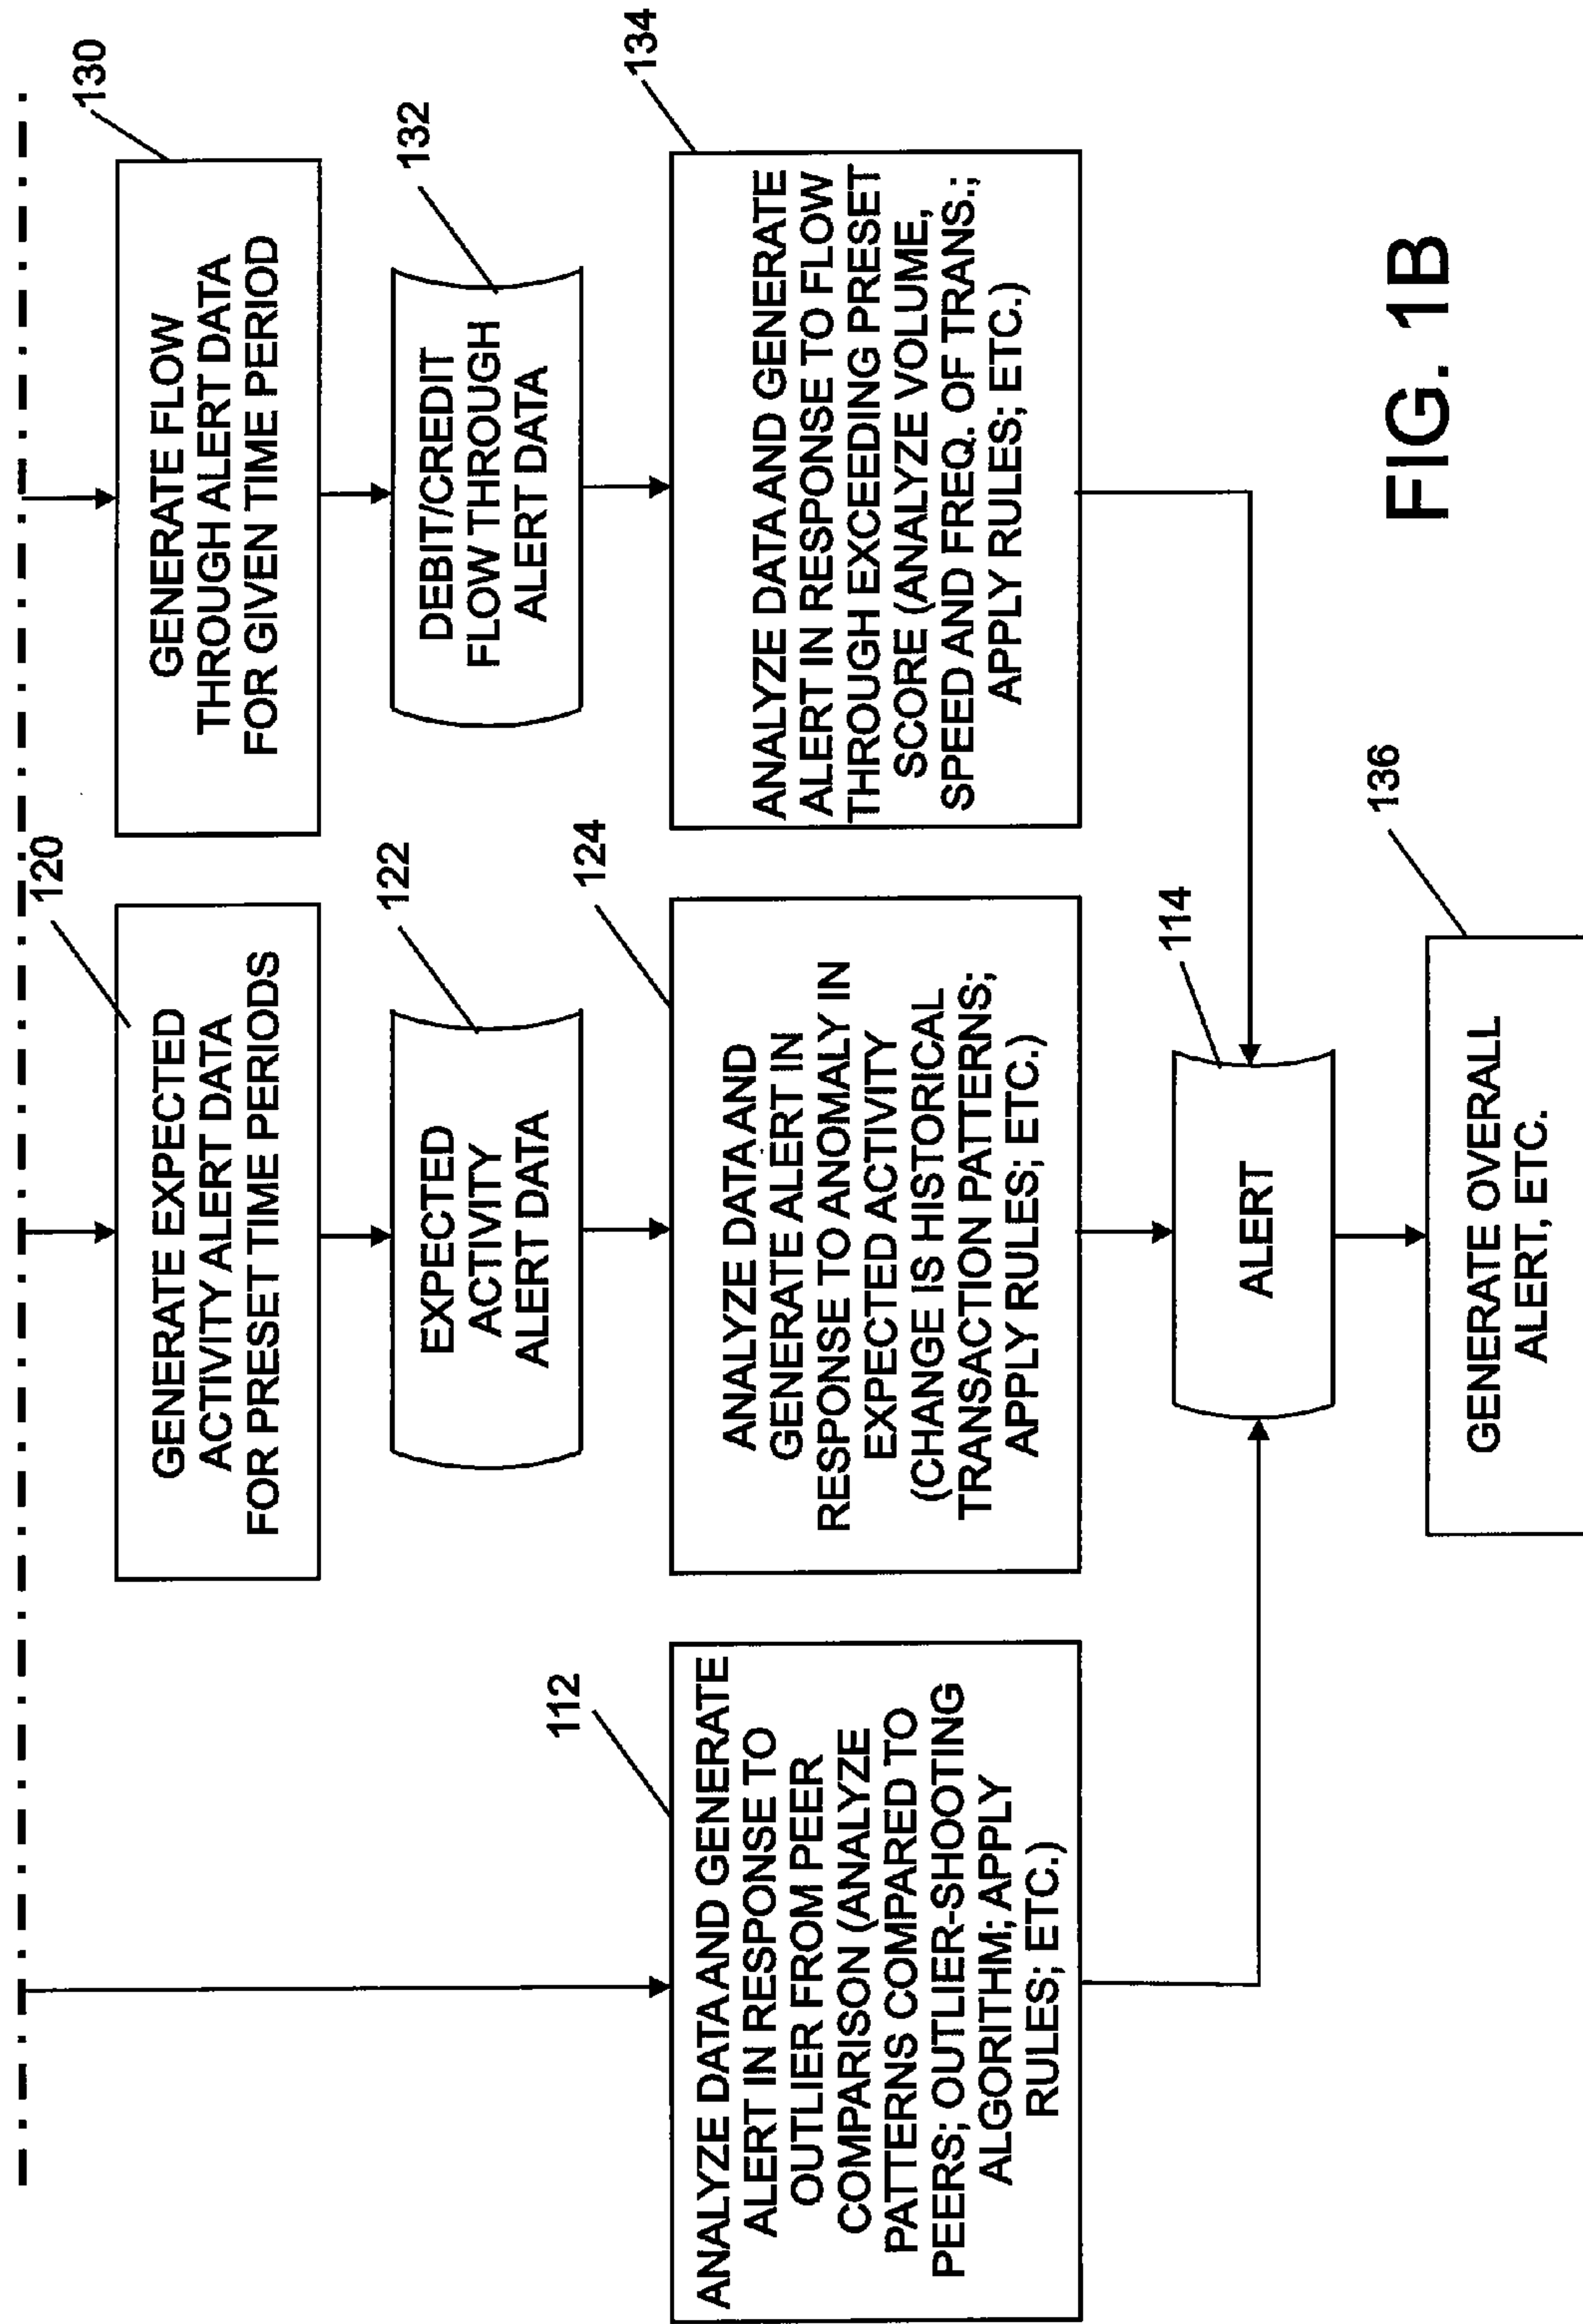 120
GENERATE EXPECTED
ACTIVITY ALERT DATA
FOR PRESET TIME PERIODS
130
GENERATE FLOW
THROUGH ALERT DATA
FOR GIVEN TIME PERIOD
122
EXPECTED
ACTIVITY
ALERT DATA
132
DEBIT/CREDIT
FLOW THROUGH
ALERT DATA
112
ANALYZE DATA AND GENERATE
ALERT IN RESPONSE TO
OUTLIER FROM PEER
COMPARISON (ANALYZE
PATTERNS COMPARED TO
PEERS; OUTLIER-SHOOTING
ALGORITHM; APPLY
RULES; ETC.)
124
ANALYZE DATA AND
GENERATE ALERT IN
RESPONSE TO ANOMALY IN
EXPECTED ACTIVITY
(CHANGE IS HISTORICAL
TRANSACTION PATTERNS;
APPLY RULES; ETC.)
134
ANALYZE DATA AND GENERATE
ALERT IN RESPONSE TO FLOW
THROUGH EXCEEDING PRESET
SCORE (ANALYZE VOLUME,
SPEED AND FREQ. OF TRANS.;
APPLY RULES; ETC.)
114
ALERT
136
GENERATE OVERALL
ALERT, ETC.
FIG. 1B